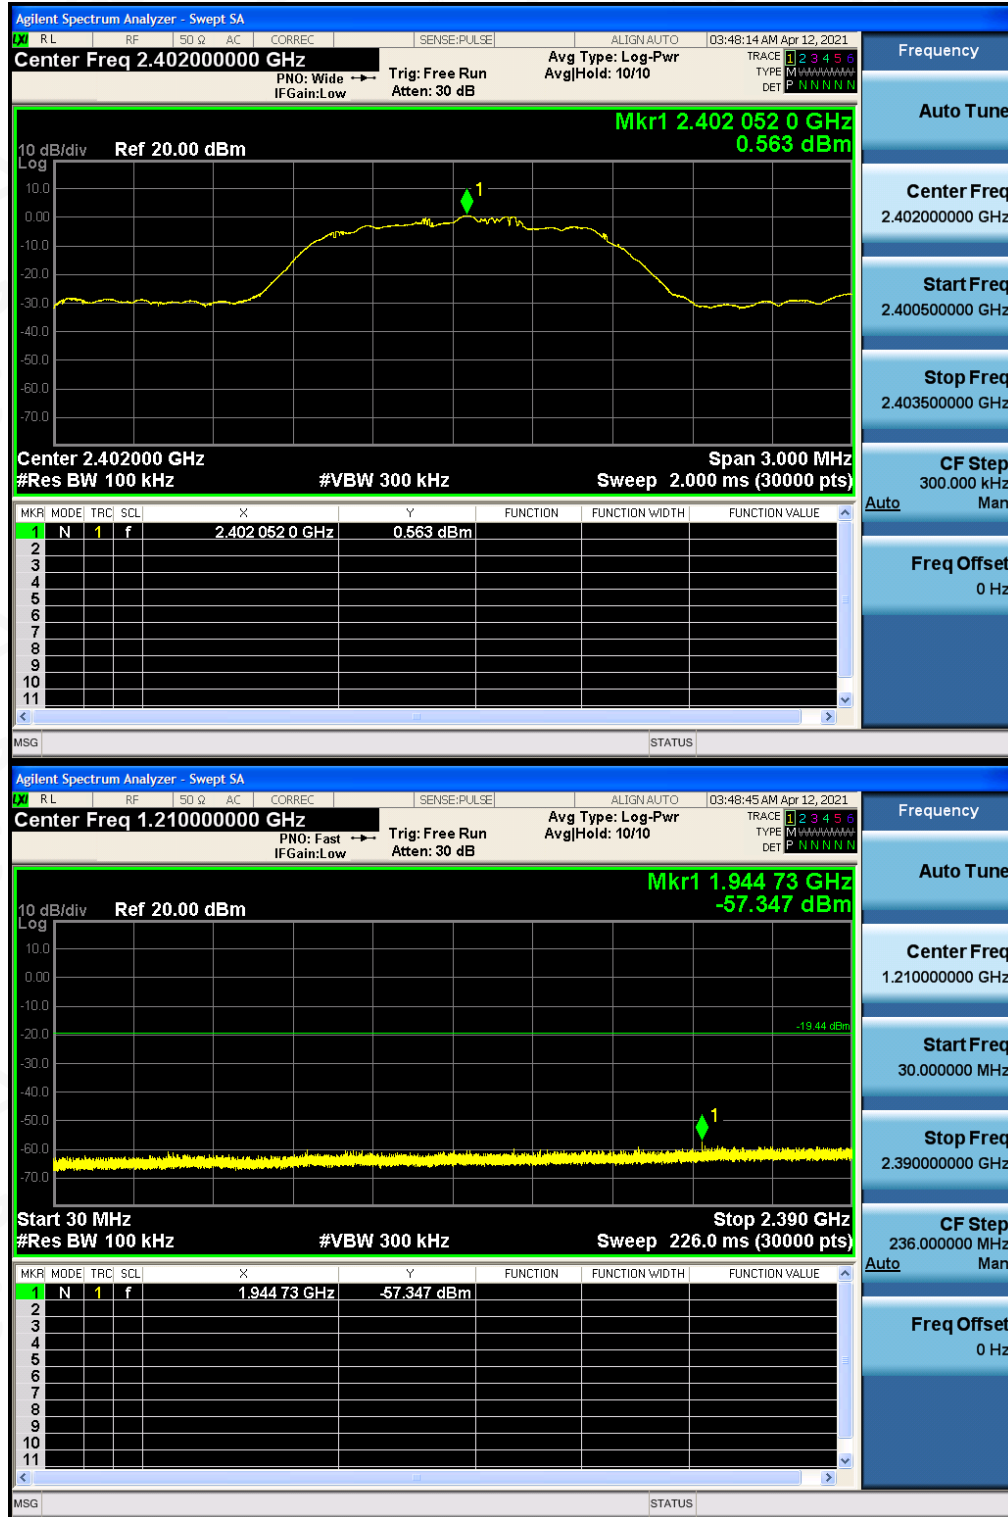 Agilent Spectrum Analyzer - Swept SA
LXI RL RF 50 Ω AC CORREC SENSE:PULSE ALIGN AUTO 03:48:14 AM Apr 12, 2021
Center Freq 2.402000000 GHz
PNO: Wide
IFGain:Low
Trig: Free Run
Atten: 30 dB
Avg Type: Log-Pwr
Avg|Hold: 10/10
TRACE 1 2 3 4 5 6
TYPE M
DET P N N N N N
Mkr1 2.402 052 0 GHz
0.563 dBm
10 dB/div Ref 20.00 dBm
Log
10.0
0.00
-10.0
-20.0
-30.0
-40.0
-50.0
-60.0
-70.0
1
Center 2.402000 GHz Span 3.000 MHz
#Res BW 100 kHz #VBW 300 kHz Sweep 2.000 ms (30000 pts)
MKR MODE TRC SCL X Y FUNCTION FUNCTION WIDTH FUNCTION VALUE
1 N 1 f 2.402 052 0 GHz 0.563 dBm
2
3
4
5
6
7
8
9
10
11
MSG STATUS
Frequency
Auto Tune
Center Freq
2.402000000 GHz
Start Freq
2.400500000 GHz
Stop Freq
2.403500000 GHz
CF Step
300.000 kHz
Auto Man
Freq Offset
0 Hz
Agilent Spectrum Analyzer - Swept SA
LXI RL RF 50 Ω AC CORREC SENSE:PULSE ALIGN AUTO 03:48:45 AM Apr 12, 2021
Center Freq 1.210000000 GHz
PNO: Fast
IFGain:Low
Trig: Free Run
Atten: 30 dB
Avg Type: Log-Pwr
Avg|Hold: 10/10
TRACE 1 2 3 4 5 6
TYPE M
DET P N N N N N
Mkr1 1.944 73 GHz
-57.347 dBm
10 dB/div Ref 20.00 dBm
Log
10.0
0.00
-10.0
-20.0
-30.0
-40.0
-50.0
-60.0
-70.0
-19.44 dBm
1
Start 30 MHz Stop 2.390 GHz
#Res BW 100 kHz #VBW 300 kHz Sweep 226.0 ms (30000 pts)
MKR MODE TRC SCL X Y FUNCTION FUNCTION WIDTH FUNCTION VALUE
1 N 1 f 1.944 73 GHz -57.347 dBm
2
3
4
5
6
7
8
9
10
11
MSG STATUS
Frequency
Auto Tune
Center Freq
1.210000000 GHz
Start Freq
30.000000 MHz
Stop Freq
2.390000000 GHz
CF Step
236.000000 MHz
Auto Man
Freq Offset
0 Hz